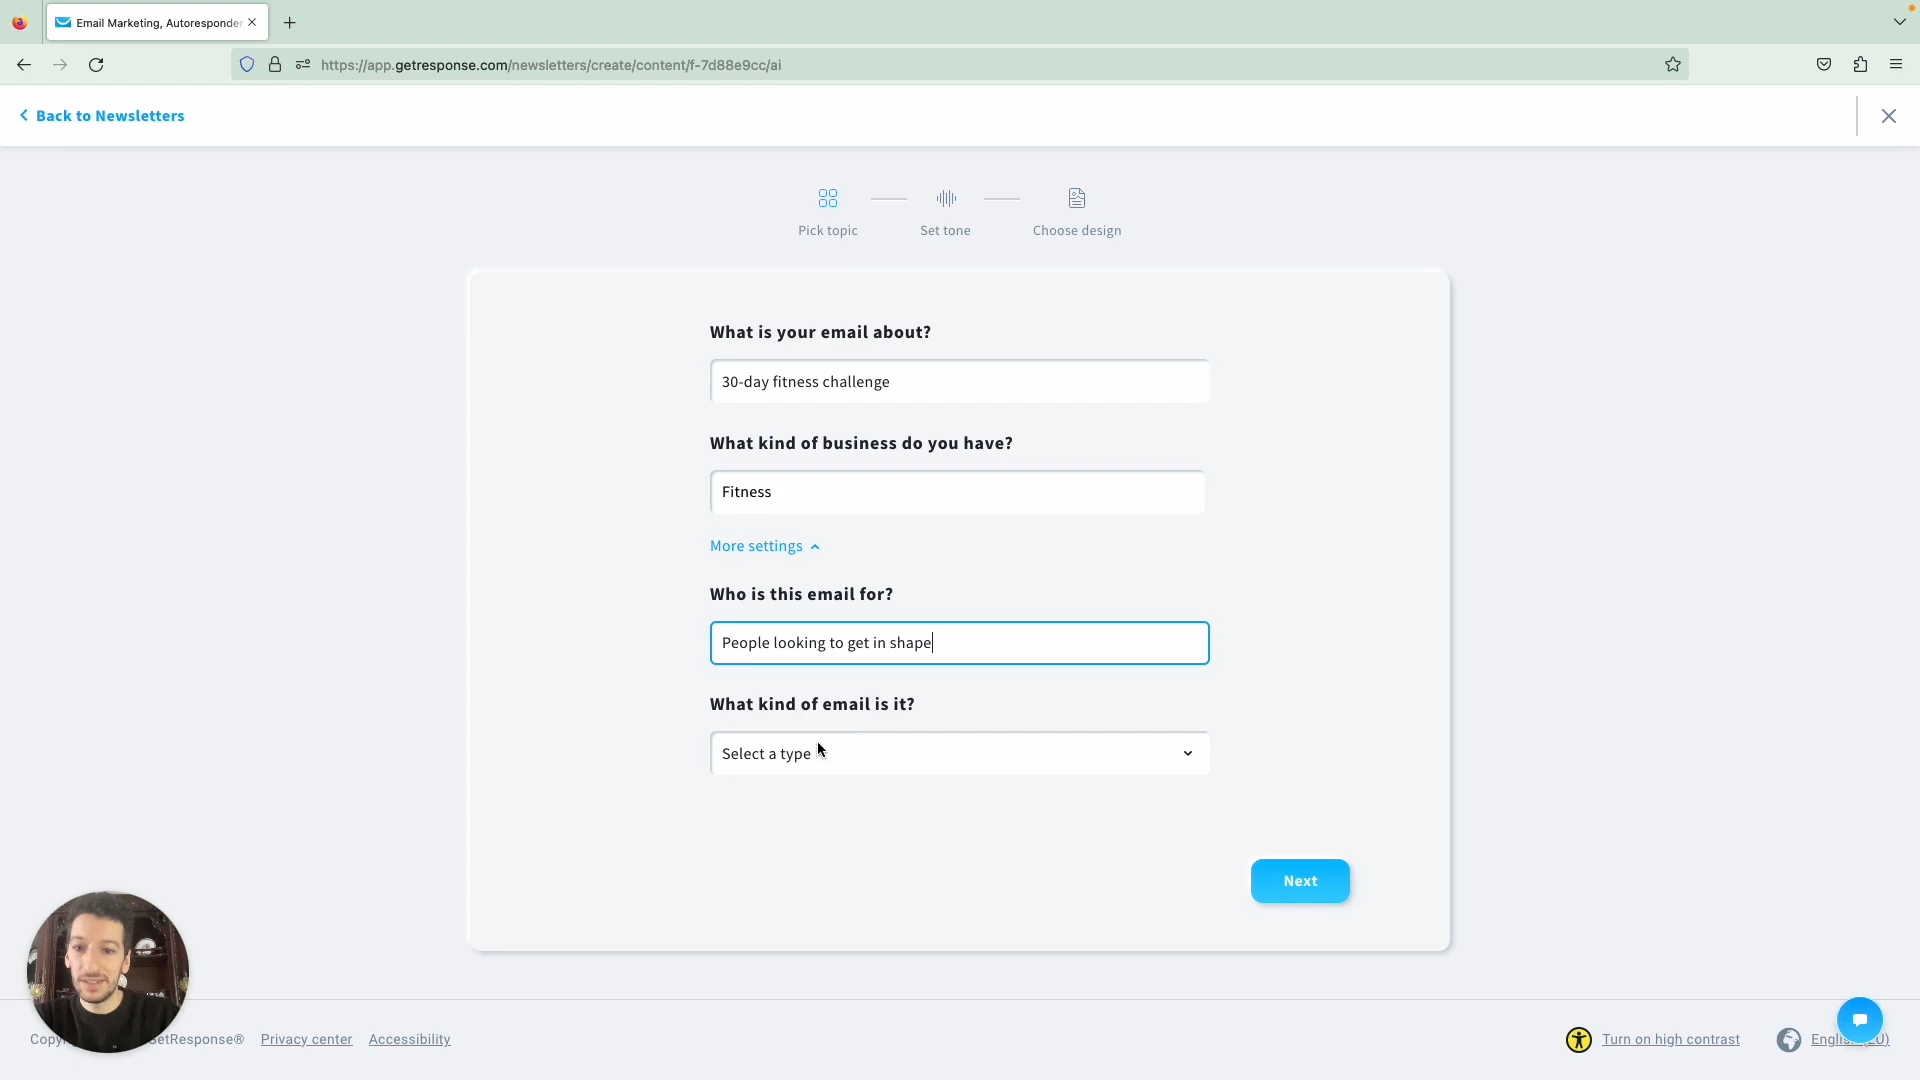 Email Marketing, Autoresponder
https://app.getresponse.com/newsletters/create/content/f-7d88e9cc/ai
Back to Newsletters
Pick topic
Set tone
Choose design
What is your email about?
30-day fitness challenge
What kind of business do you have?
Fitness
More settings
Who is this email for?
People looking to get in shape
What kind of email is it?
Select a type
Next
GetResponse® Privacy center Accessibility
Turn on high contrast